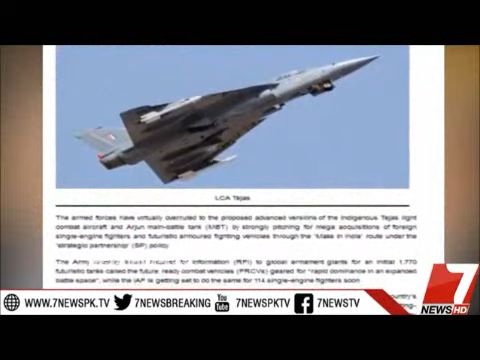 LCA Tejas
The armed forces have virtually overruled to the proposed advanced versions of the indigenous Tejas light
combat aircraft and Arjun main-battle tank (MBT) by strongly pitching for mega acquisitions of foreign
single-engine fighters and futuristic armoured fighting vehicles through the 'Make in India' route under the
'strategic partnership' (SP) policy
The Army recently issued request for information (RFI) to global armament giants for an initial 1,770
futuristic tanks called the future ready combat vehicles (FRCVs) geared for "rapid dominance in an expanded
battle space", while the IAF is getting set to do the same for 114 single-engine fighters soon
country's
7
NEWS HD
WWW.7NEWSPK.TV
7NEWSBREAKING
You Tube
7NEWSPKTV
f
7NEWSTV